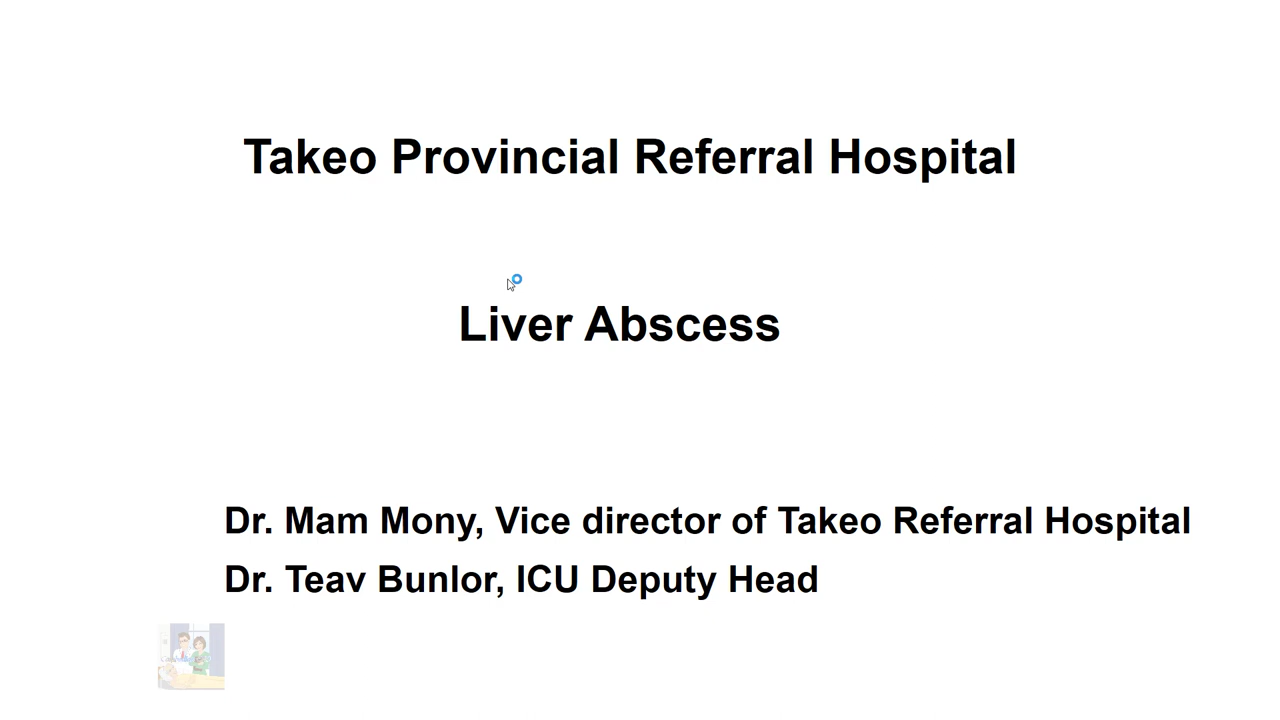 Takeo Provincial Referral Hospital
Liver Abscess
Dr. Mam Mony, Vice director of Takeo Referral Hospital
Dr. Teav Bunlor, ICU Deputy Head